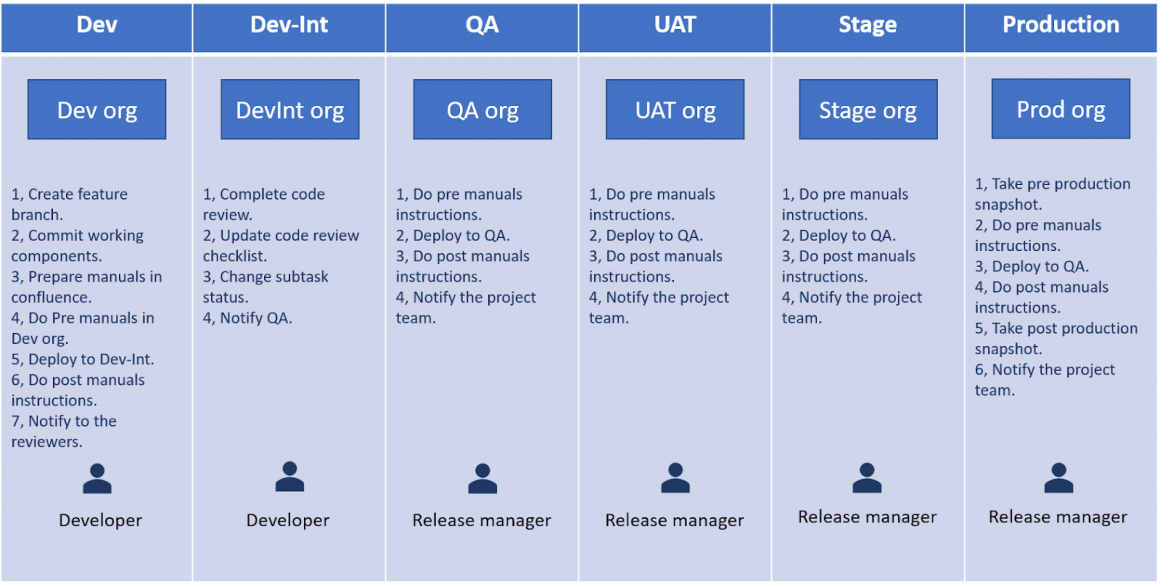 Dev
Dev-Int
QA
UAT
Stage
Production
Dev org
DevInt org
QA org
UAT org
Stage org
Prod org
1, Create feature
branch.
2, Commit working
components.
3, Prepare manuals in
confluence.
4, Do Pre manuals in
Dev org.
5, Deploy to Dev-Int.
6, Do post manuals
instructions.
7, Notify to the
reviewers.
1, Complete code
review.
2, Update code review
checklist.
3, Change subtask
status.
4, Notify QA.
1, Do pre manuals
instructions.
2, Deploy to QA.
3, Do post manuals
instructions.
4, Notify the project
team.
1, Do pre manuals
instructions.
2, Deploy to QA.
3, Do post manuals
instructions.
4, Notify the project
team.
1, Do pre manuals
instructions.
2, Deploy to QA.
3, Do post manuals
instructions.
4, Notify the project
team.
1, Take pre production
snapshot.
2, Do pre manuals
instructions.
3, Deploy to QA.
4, Do post manuals
instructions.
5, Take post production
snapshot.
6, Notify the project
team.
Developer
Developer
Release manager
Release manager
Release manager
Release manager